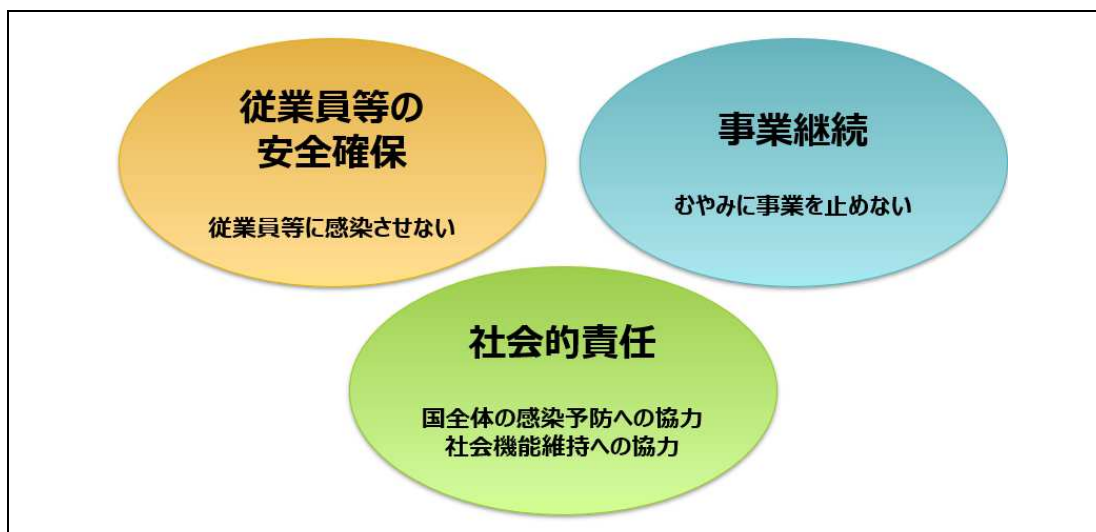 従業員等の
安全確保
従業員等に感染させない
事業継続
むやみに事業を止めない
社会的責任
国全体の感染予防への協力
社会機能維持への協力